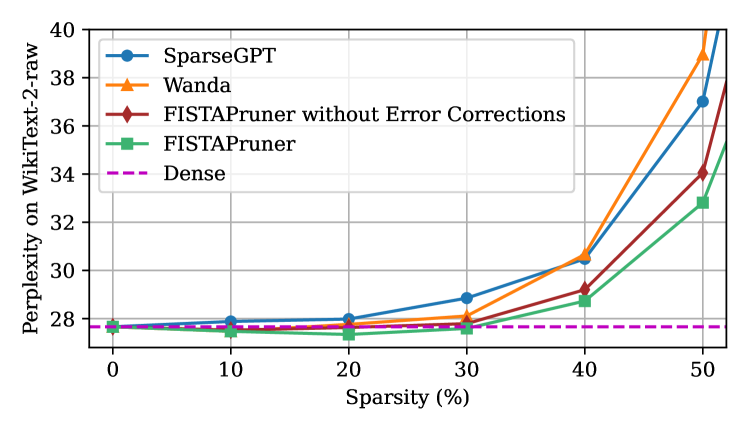 Perplexity on WikiText-2-raw
40
38
36
34
32
30
28
SparseGPT
Wanda
FISTAPruner without Error Corrections
FISTAPruner
Dense
0 10 20 30 40 50
Sparsity (%)